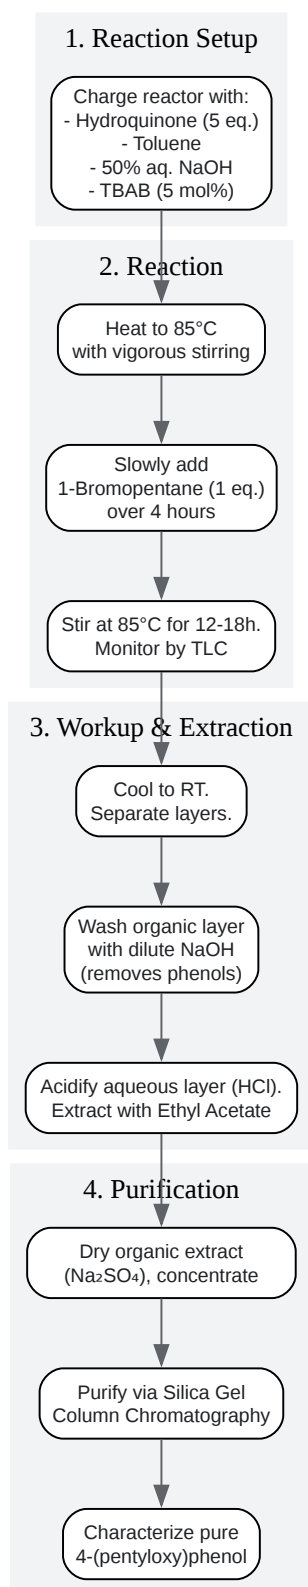 1. Reaction Setup
Charge reactor with:
- Hydroquinone (5 eq.)
- Toluene
- 50% aq. NaOH
- TBAB (5 mol%)
2. Reaction
Heat to 85°C
with vigorous stirring
Slowly add
1-Bromopentane (1 eq.)
over 4 hours
Stir at 85°C for 12-18h.
Monitor by TLC
3. Workup & Extraction
Cool to RT.
Separate layers.
Wash organic layer
with dilute NaOH
(removes phenols)
Acidify aqueous layer (HCl).
Extract with Ethyl Acetate
4. Purification
Dry organic extract
(Na₂SO₄), concentrate
Purify via Silica Gel
Column Chromatography
Characterize pure
4-(pentyloxy)phenol